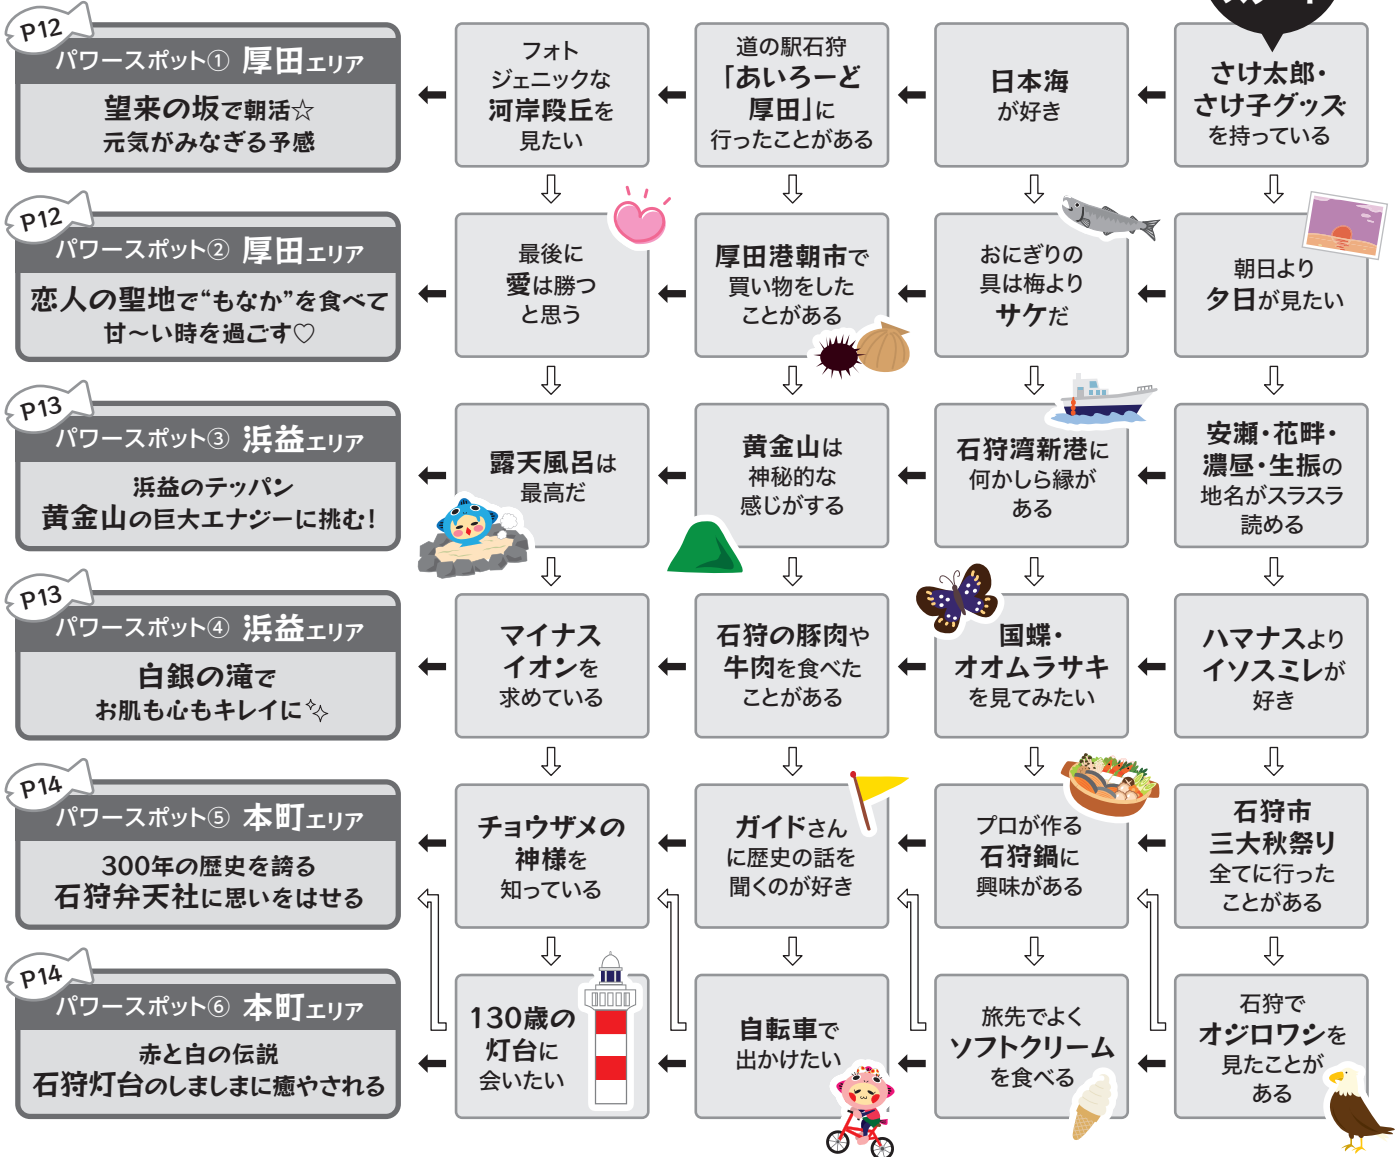 スタート
P12
パワースポット① 厚田エリア
望来の坂で朝活☆
元気がみなぎる予感
フォト
ジェニックな
河岸段丘を
見たい
道の駅石狩
「あいろーど
厚田」に
行ったことがある
日本海
が好き
さけ太郎・
さけ子グッズ
を持っている
P12
パワースポット② 厚田エリア
恋人の聖地で“もなか”を食べて
甘〜い時を過ごす♡
最後に
愛は勝つ
と思う
厚田港朝市で
買い物をした
ことがある
おにぎりの
具は梅より
サケだ
朝日より
夕日が見たい
P13
パワースポット③ 浜益エリア
浜益のテッパン
黄金山の巨大エナジーに挑む!
露天風呂は
最高だ
黄金山は
神秘的な
感じがする
石狩湾新港に
何かしら縁が
ある
安瀬・花畔・
濃昼・生振の
地名がスラスラ
読める
P13
パワースポット④ 浜益エリア
白銀の滝で
お肌も心もキレイに✨
マイナス
イオンを
求めている
石狩の豚肉や
牛肉を食べた
ことがある
国蝶・
オオムラサキ
を見てみたい
ハマナスより
イソスミレが
好き
P14
パワースポット⑤ 本町エリア
300年の歴史を誇る
石狩弁天社に思いをはせる
チョウザメの
神様を
知っている
ガイドさん
に歴史の話を
聞くのが好き
プロが作る
石狩鍋に
興味がある
石狩市
三大秋祭り
全てに行った
ことがある
P14
パワースポット⑥ 本町エリア
赤と白の伝説
石狩灯台のしましまに癒やされる
130歳の
灯台に
会いたい
自転車で
出かけたい
旅先でよく
ソフトクリーム
を食べる
石狩で
オジロワシを
見たことが
ある